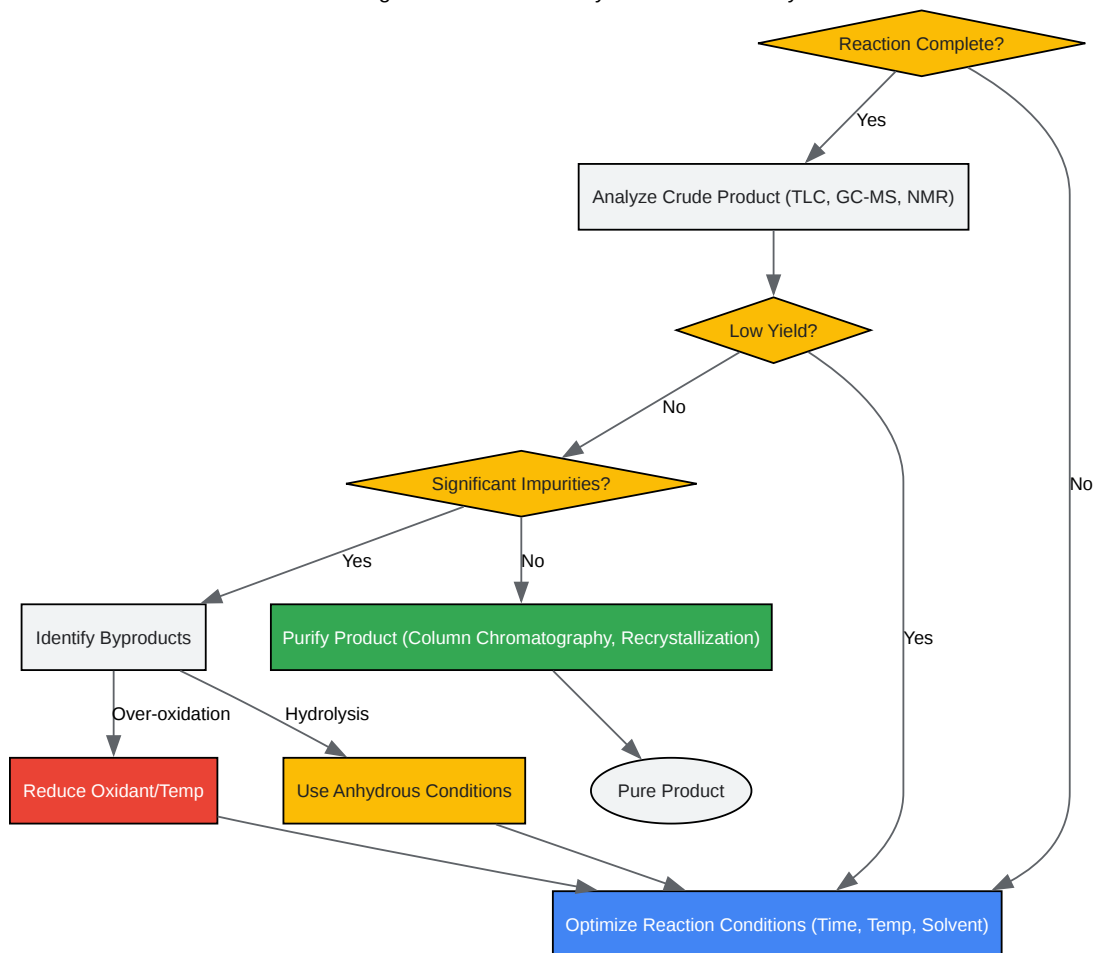 Reaction Complete?
Yes
Analyze Crude Product (TLC, GC-MS, NMR)
Low Yield?
No
Significant Impurities?
No
Yes
No
Identify Byproducts
Purify Product (Column Chromatography, Recrystallization)
Yes
Over-oxidation
Hydrolysis
Reduce Oxidant/Temp
Use Anhydrous Conditions
Pure Product
Optimize Reaction Conditions (Time, Temp, Solvent)